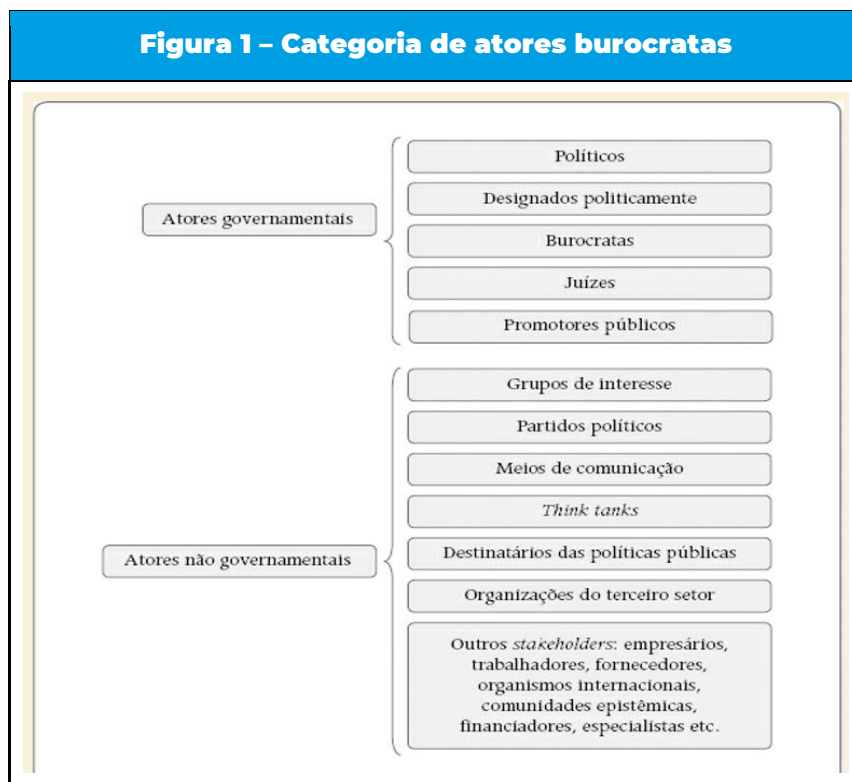 Figura 1 – Categoria de atores burocratas
Atores governamentais
Políticos
Designados politicamente
Burocratas
Juízes
Promotores públicos
Atores não governamentais
Grupos de interesse
Partidos políticos
Meios de comunicação
Think tanks
Destinatários das políticas públicas
Organizações do terceiro setor
Outros stakeholders: empresários,
trabalhadores, fornecedores,
organismos internacionais,
comunidades epistêmicas,
financiadores, especialistas etc.